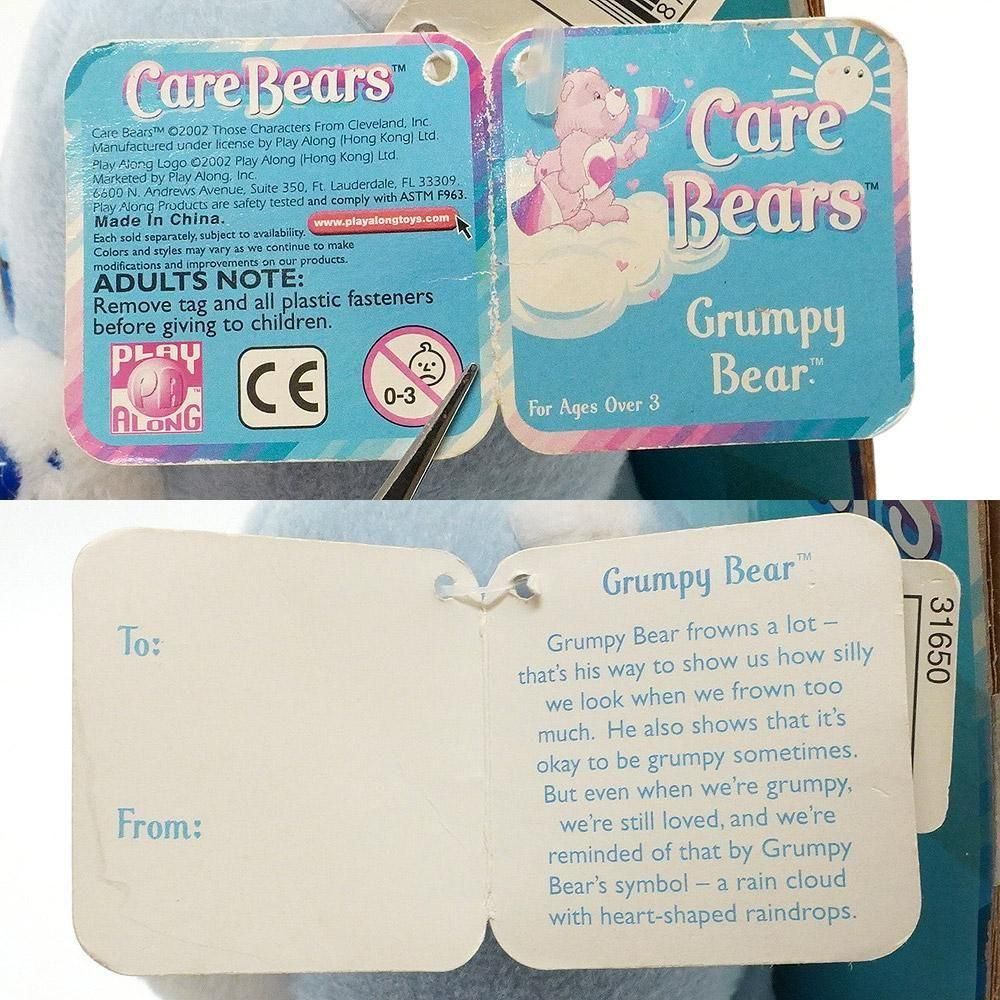 Care Bears™
Care Bears™ ©2002 Those Characters From Cleveland, Inc.
Manufactured under license by Play Along (Hong Kong) Ltd.
Play Along Logo ©2002 Play Along (Hong Kong) Ltd.
Marketed by Play Along, Inc.
6600 N. Andrews Avenue, Suite 350, Ft. Lauderdale, FL 33309.
Play Along Products are safety tested and comply with ASTM F963.
Made In China.
www.playalongtoys.com
Each sold separately, subject to availability.
Colors and styles may vary as we continue to make
modifications and improvements on our products.
ADULTS NOTE:
Remove tag and all plastic fasteners
before giving to children.
PLAY
PA™
ALONG
CE
0-3
8
Care
Bears™
Grumpy
Bear™
For Ages Over 3
To:
From:
Grumpy Bear™
Grumpy Bear frowns a lot –
that's his way to show us how silly
we look when we frown too
much. He also shows that it's
okay to be grumpy sometimes.
But even when we're grumpy,
we're still loved, and we're
reminded of that by Grumpy
Bear's symbol – a rain cloud
with heart-shaped raindrops.
31650